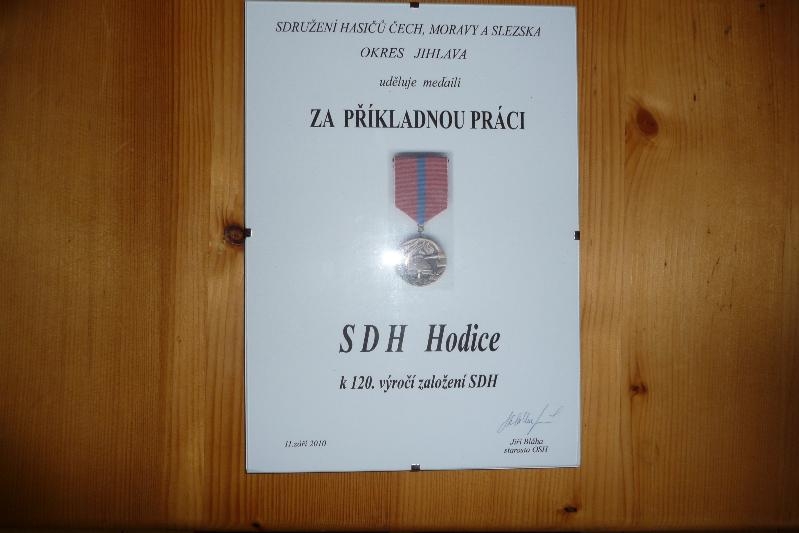 SDRUŽENÍ HASIČŮ ČECH, MORAVY A SLEZSKA
OKRES JIHLAVA
uděluje medaili
ZA PŘÍKLADNOU PRÁCI
SDH Hodice
k 120. výročí založení SDH
11.září 2010
Jiří Bláha
starosta OSH